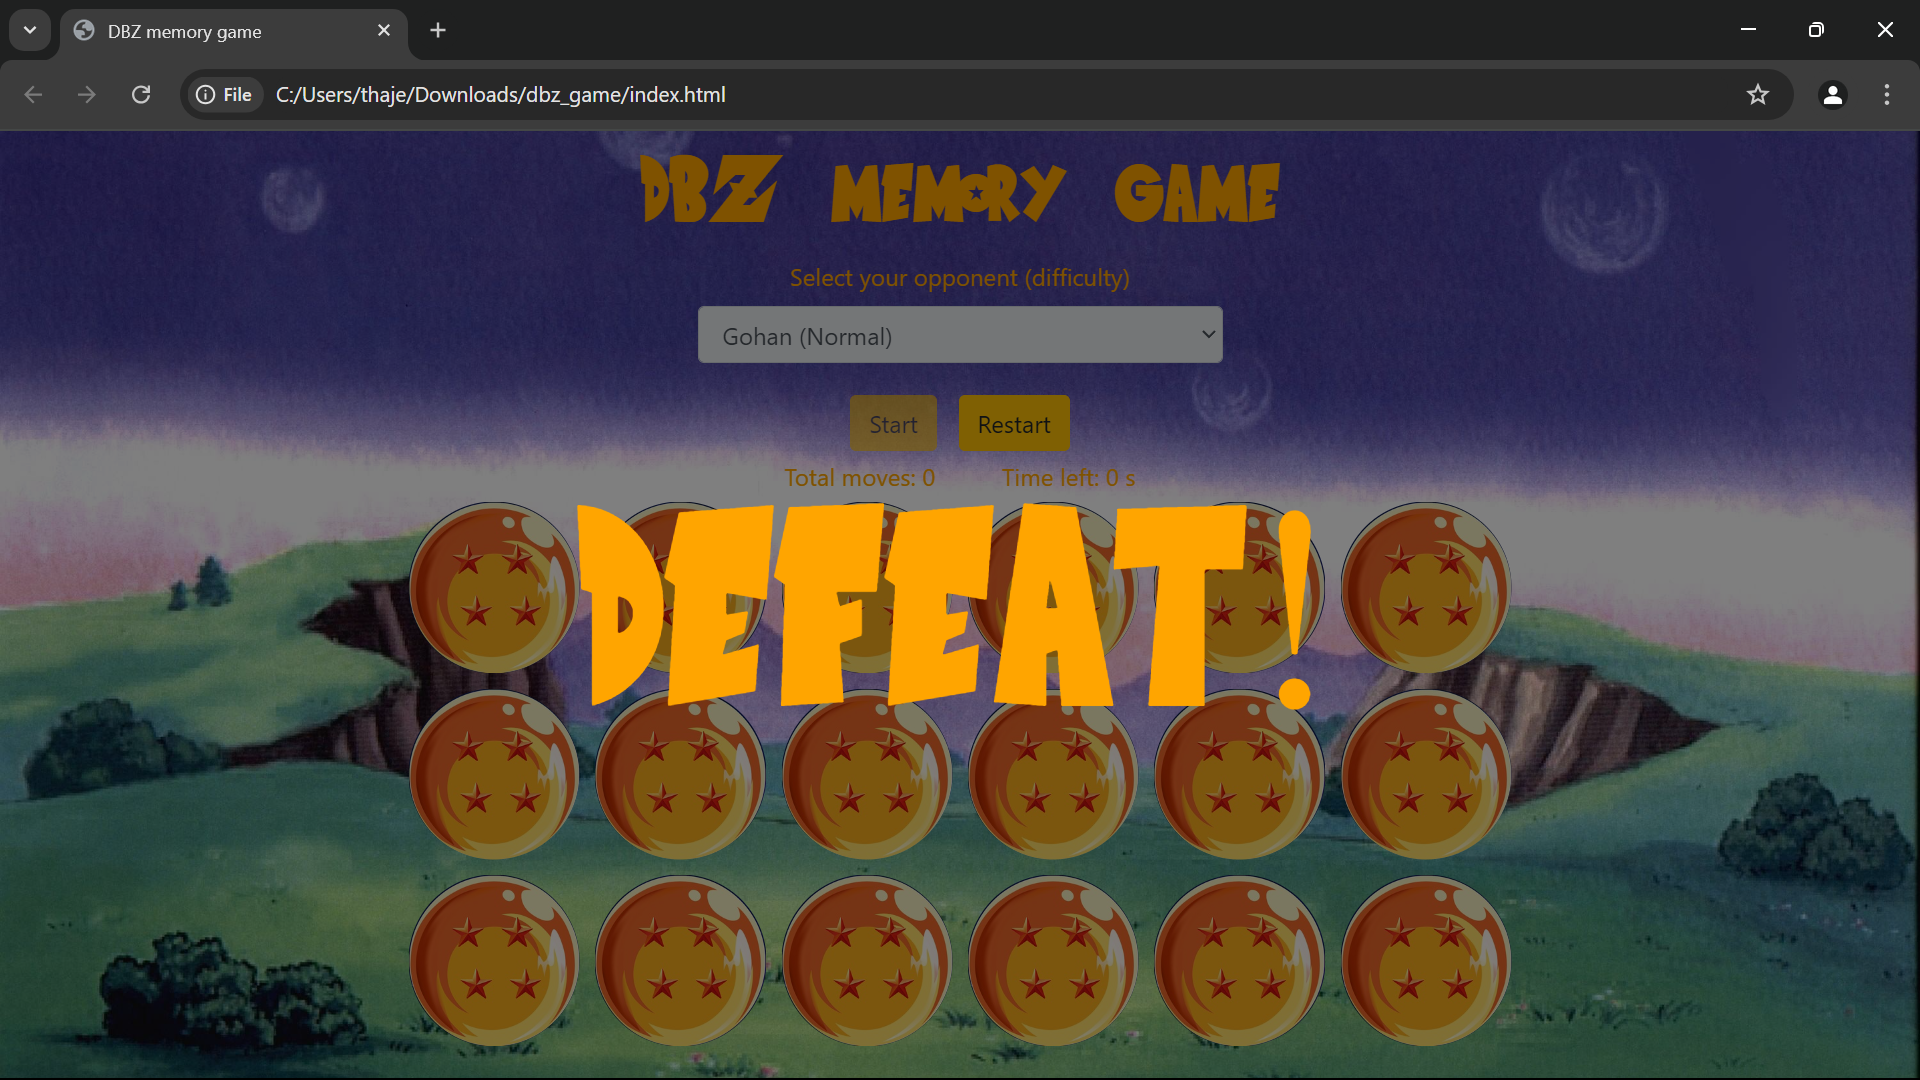 DBZ memory game
File C:/Users/thaje/Downloads/dbz_game/index.html
DBZ MEMORY GAME
Select your opponent (difficulty)
Gohan (Normal)
Start Restart
Total moves: 0 Time left: 0 s
DEFEAT!